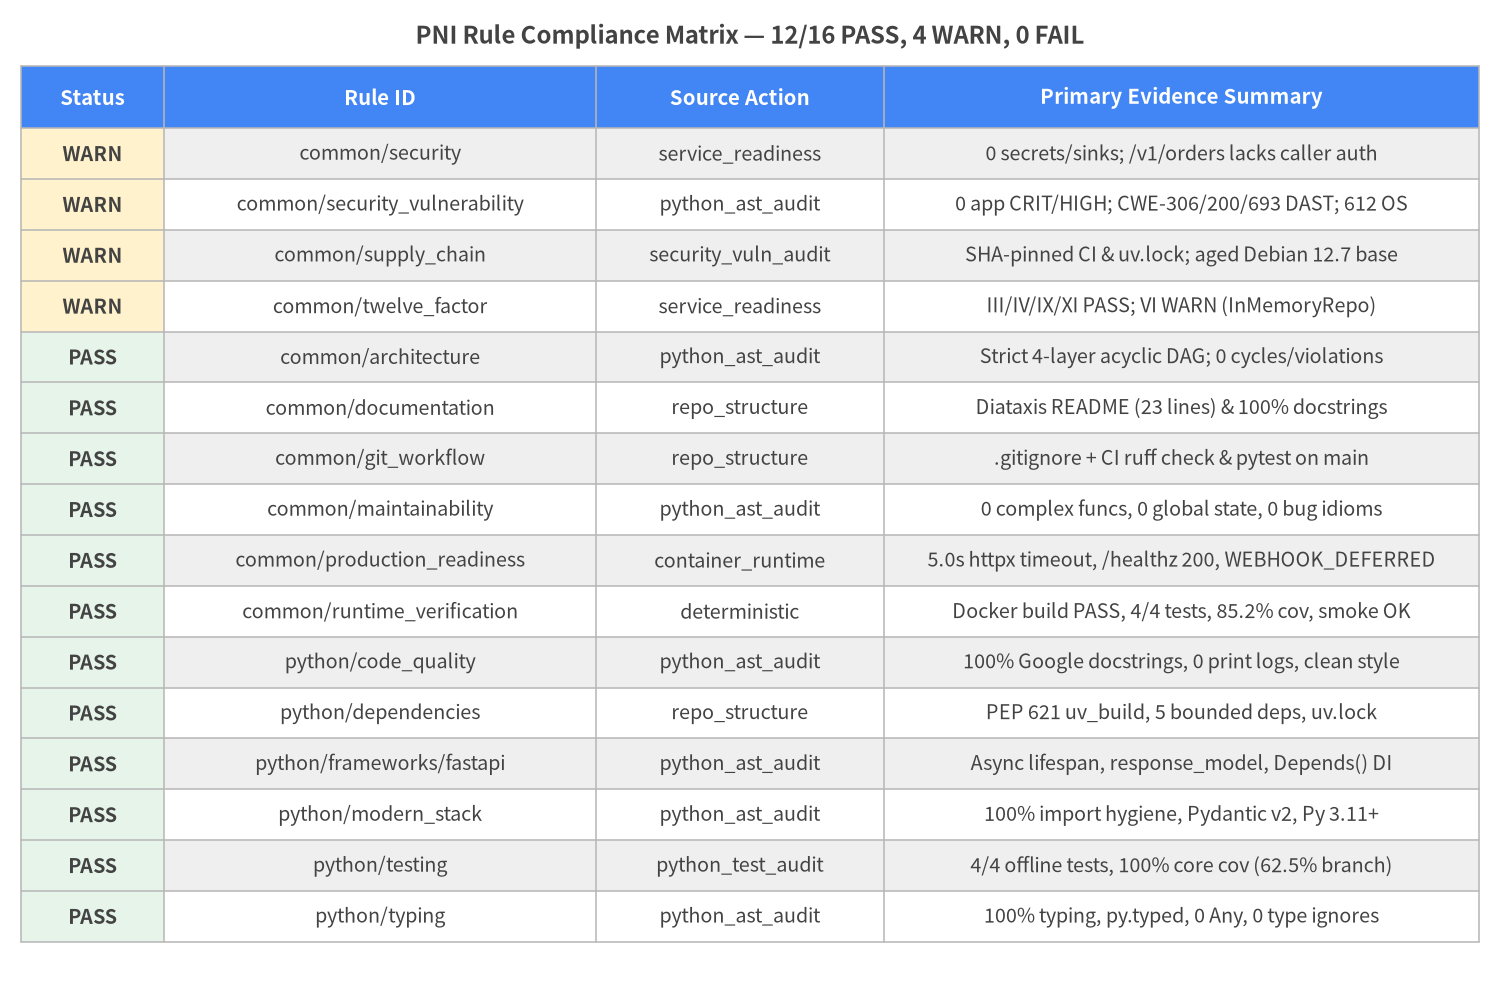 PNI Rule Compliance Matrix — 12/16 PASS, 4 WARN, 0 FAIL
Status Rule ID Source Action Primary Evidence Summary
WARN common/security service_readiness 0 secrets/sinks; /v1/orders lacks caller auth
WARN common/security_vulnerability python_ast_audit 0 app CRIT/HIGH; CWE-306/200/693 DAST; 612 OS
WARN common/supply_chain security_vuln_audit SHA-pinned CI & uv.lock; aged Debian 12.7 base
WARN common/twelve_factor service_readiness III/IV/IX/XI PASS; VI WARN (InMemoryRepo)
PASS common/architecture python_ast_audit Strict 4-layer acyclic DAG; 0 cycles/violations
PASS common/documentation repo_structure Diataxis README (23 lines) & 100% docstrings
PASS common/git_workflow repo_structure .gitignore + CI ruff check & pytest on main
PASS common/maintainability python_ast_audit 0 complex funcs, 0 global state, 0 bug idioms
PASS common/production_readiness container_runtime 5.0s httpx timeout, /healthz 200, WEBHOOK_DEFERRED
PASS common/runtime_verification deterministic Docker build PASS, 4/4 tests, 85.2% cov, smoke OK
PASS python/code_quality python_ast_audit 100% Google docstrings, 0 print logs, clean style
PASS python/dependencies repo_structure PEP 621 uv_build, 5 bounded deps, uv.lock
PASS python/frameworks/fastapi python_ast_audit Async lifespan, response_model, Depends() DI
PASS python/modern_stack python_ast_audit 100% import hygiene, Pydantic v2, Py 3.11+
PASS python/testing python_test_audit 4/4 offline tests, 100% core cov (62.5% branch)
PASS python/typing python_ast_audit 100% typing, py.typed, 0 Any, 0 type ignores